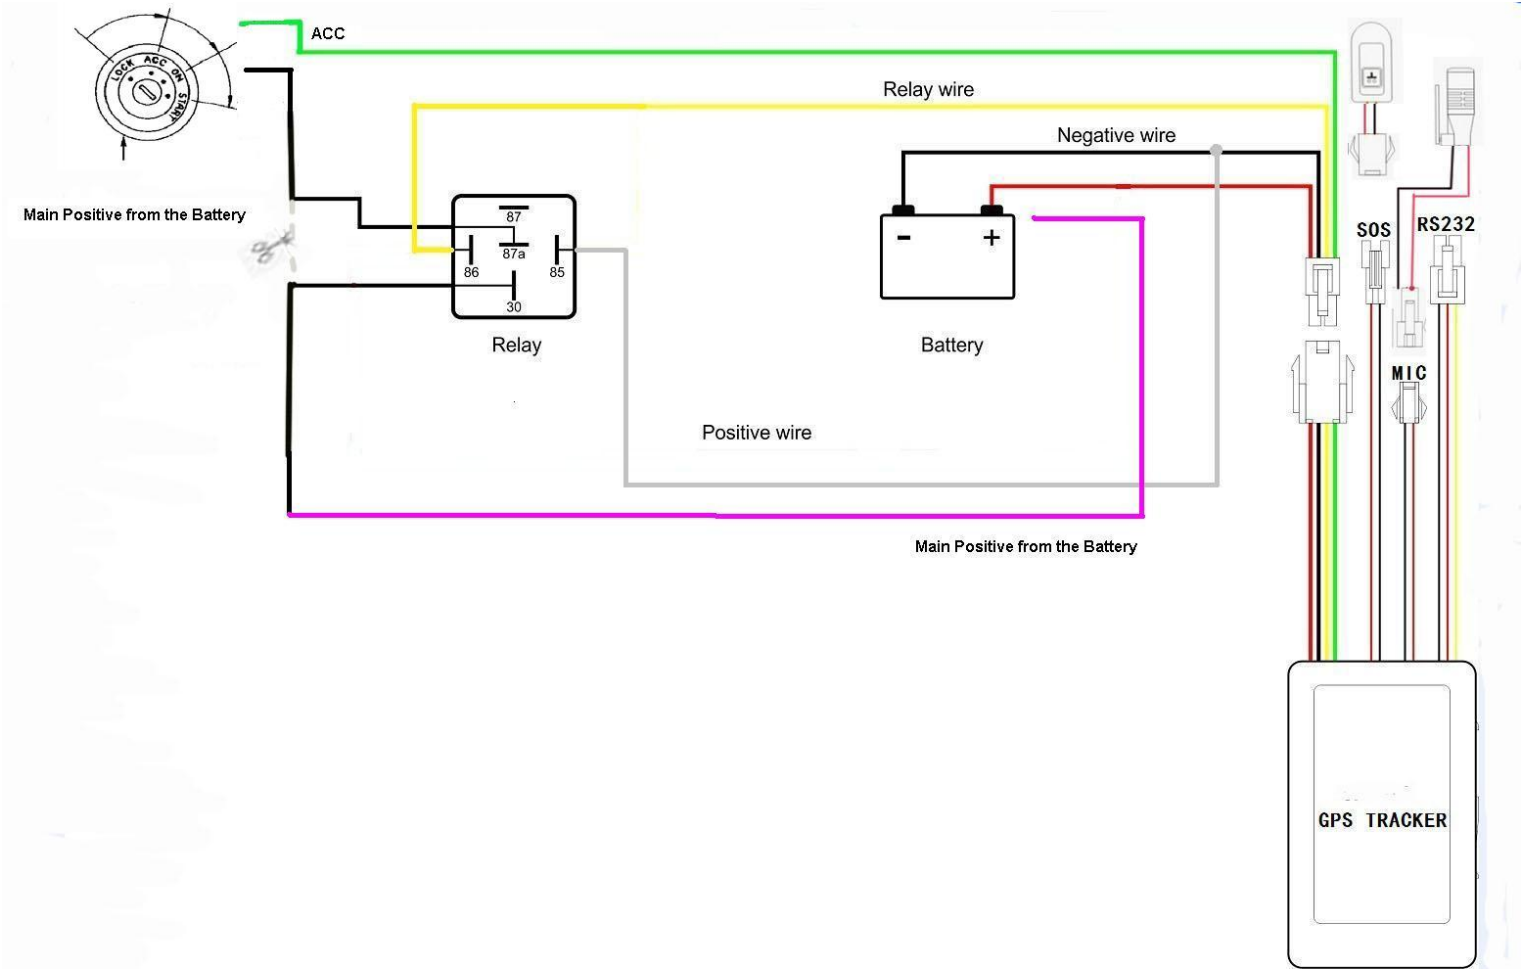 LOCK ACC ON START
ACC
Relay wire
Negative wire
Main Positive from the Battery
87
87a
86
85
30
Relay
-
+
Battery
SOS
RS232
MIC
Positive wire
Main Positive from the Battery
GPS TRACKER